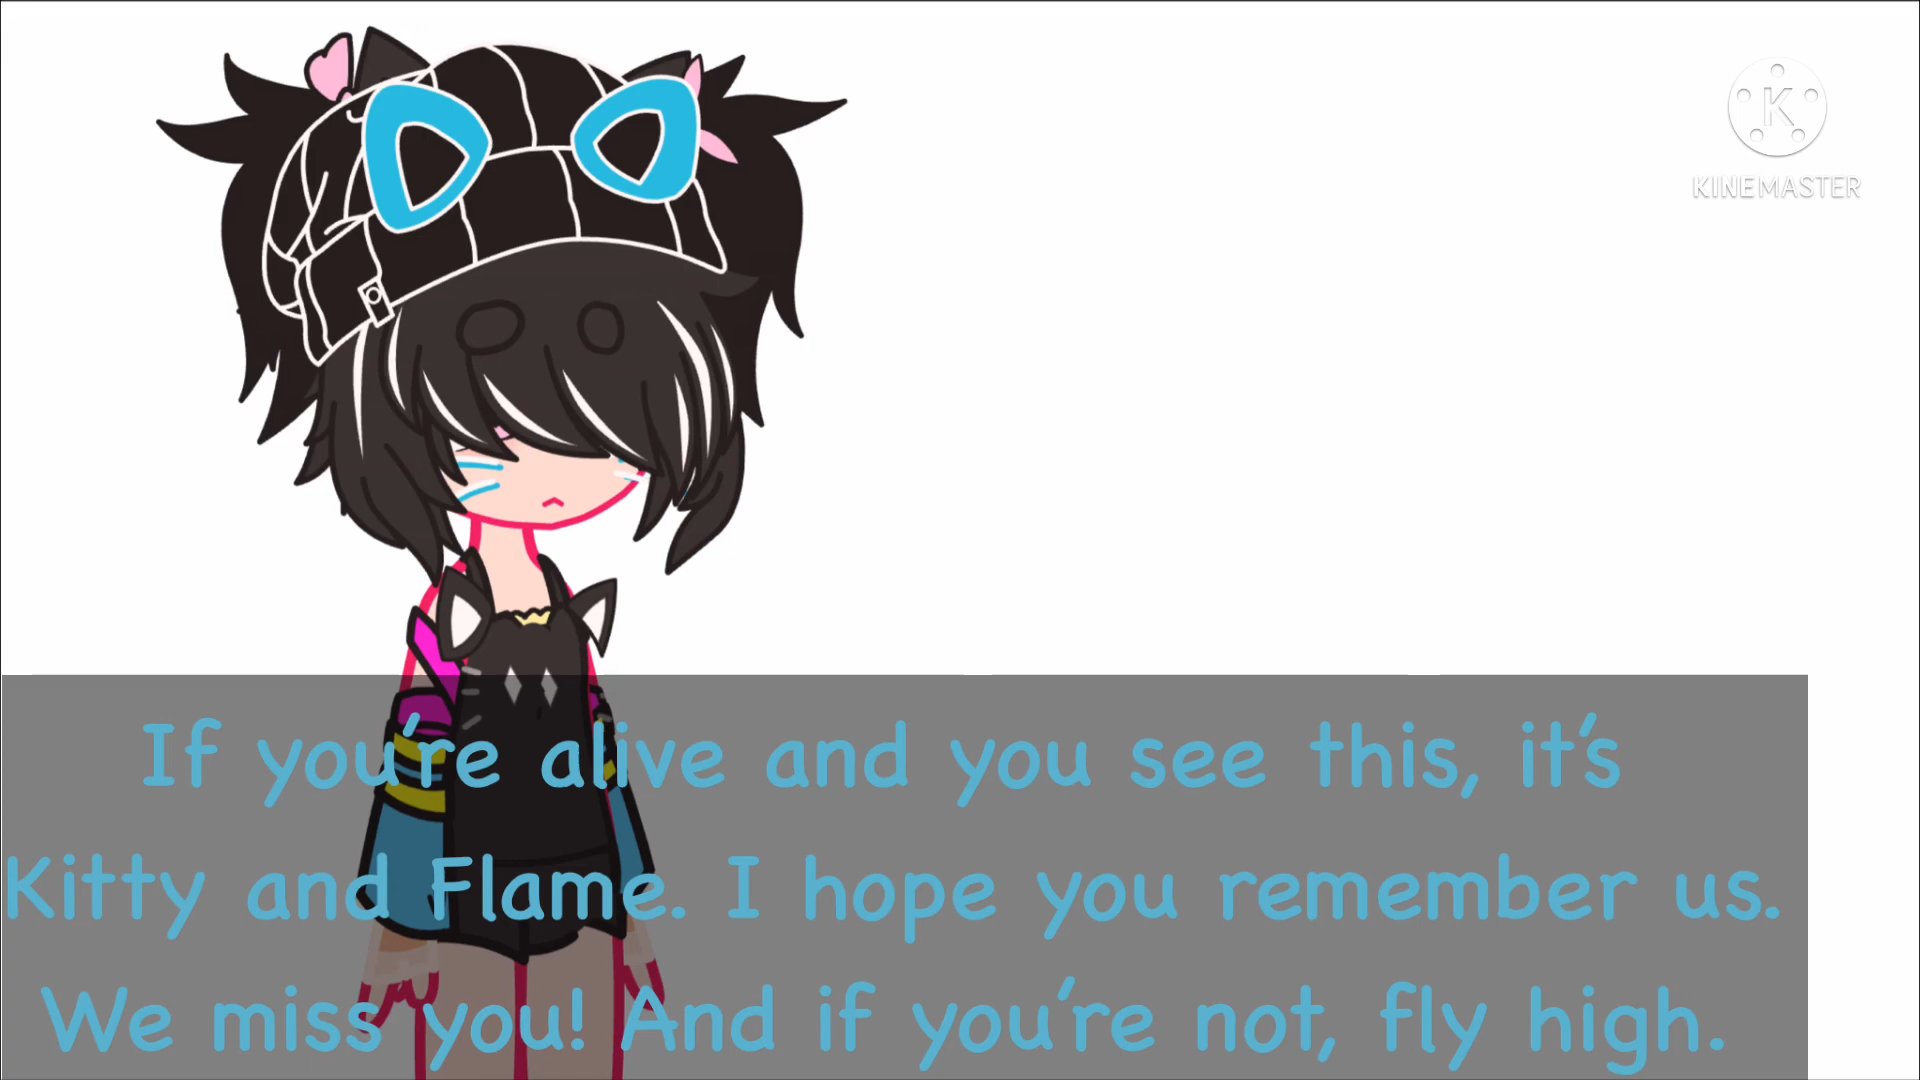 K
KINEMASTER
If you're alive and you see this, it's
Kitty and Flame. I hope you remember us.
We miss you! And if you're not, fly high.